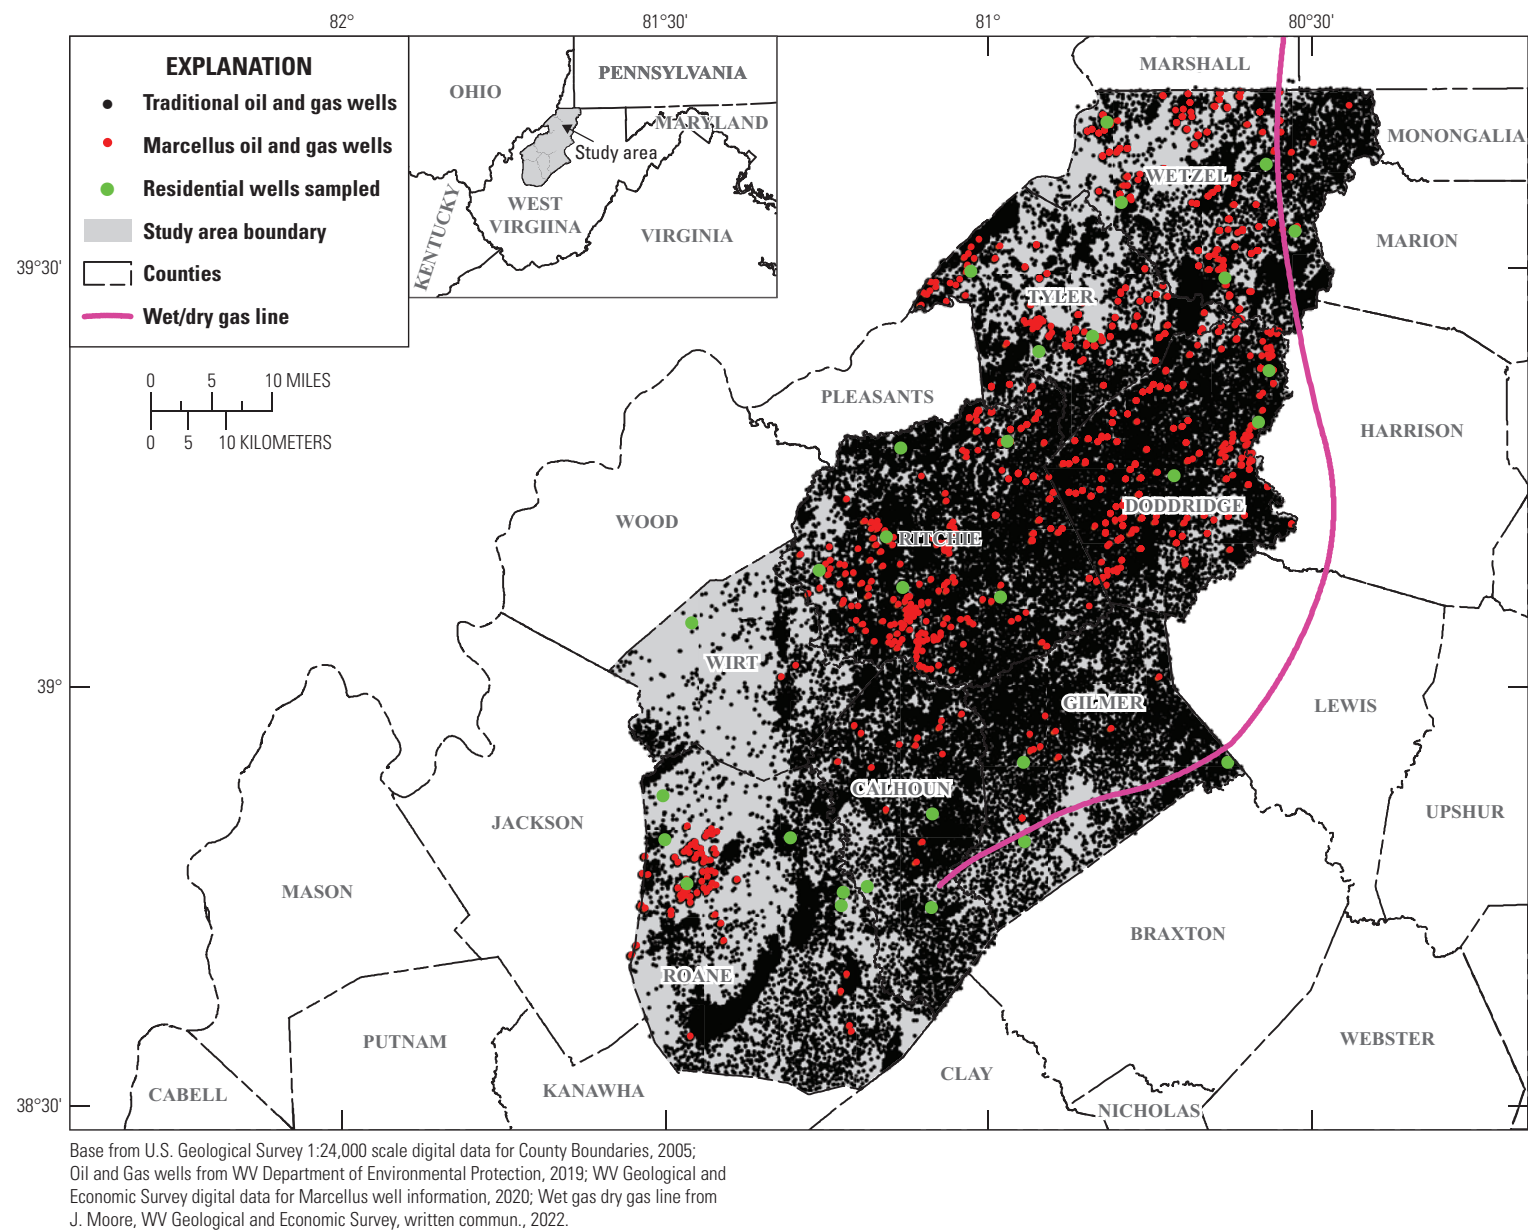 82°
81°30'
81°
80°30'
EXPLANATION
Traditional oil and gas wells
Marcellus oil and gas wells
Residential wells sampled
Study area boundary
Counties
Wet/dry gas line
OHIO
PENNSYLVANIA
MARYLAND
Study area
WEST
VIRGIINA
VIRGINIA
KENTUCKY
0 5 10 MILES
0 5 10 KILOMETERS
39°30'
39°
38°30'
MARSHALL
MONONGALIA
WETZEL
MARION
TYLER
PLEASANTS
HARRISON
WOOD
DODDRIDGE
RITCHIE
WIRT
GILMER
LEWIS
CALHOUN
UPSHUR
JACKSON
MASON
BRAXTON
ROANE
PUTNAM
WEBSTER
CLAY
KANAWHA
CABELL
NICHOLAS
Base from U.S. Geological Survey 1:24,000 scale digital data for County Boundaries, 2005;
Oil and Gas wells from WV Department of Environmental Protection, 2019; WV Geological and
Economic Survey digital data for Marcellus well information, 2020; Wet gas dry gas line from
J. Moore, WV Geological and Economic Survey, written commun., 2022.